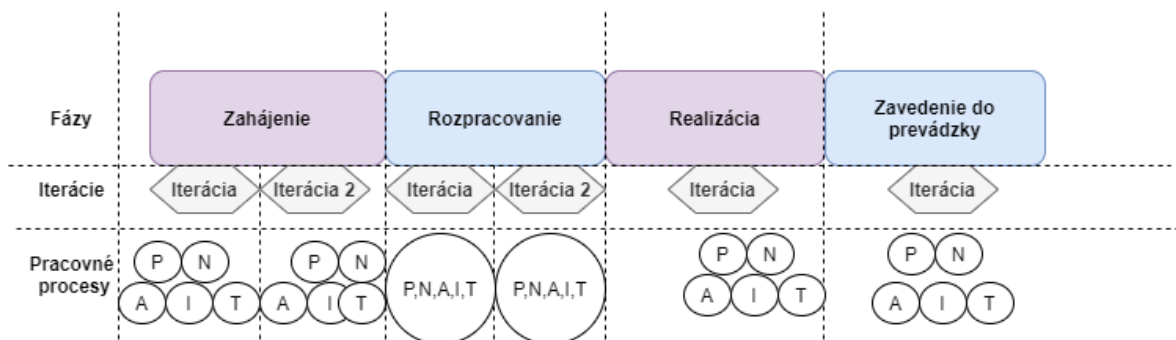 Fázy
Zahájenie
Rozpracovanie
Realizácia
Zavedenie do
prevádzky
Iterácie
Iterácia
Iterácia 2
Iterácia
Iterácia 2
Iterácia
Iterácia
Pracovné
procesy
P N
A I T
P N
A I T
P,N,A,I,T
P,N,A,I,T
P N
A I T
P N
A I T